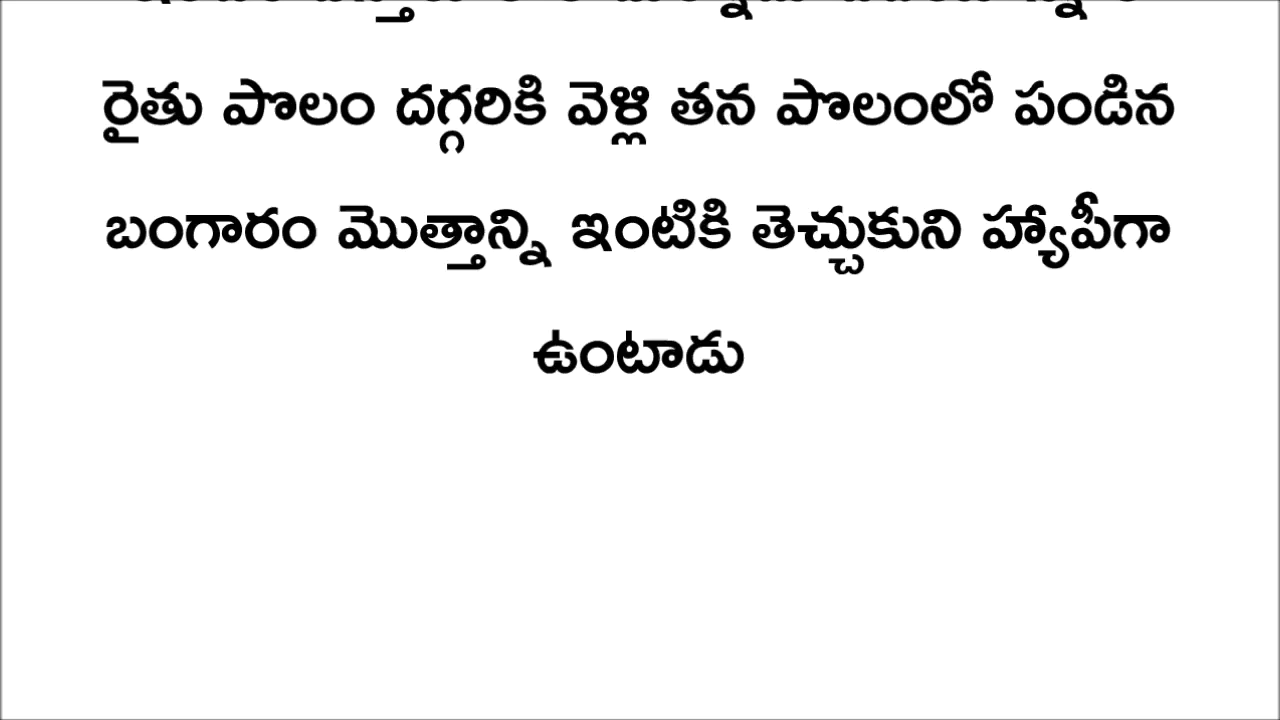 రైతు పొలం దగ్గరికి వెళ్లి తన పొలంలో పండిన
బంగారం మొత్తాన్ని ఇంటికి తెచ్చుకుని హ్యాపీగా
ఉంటాడు